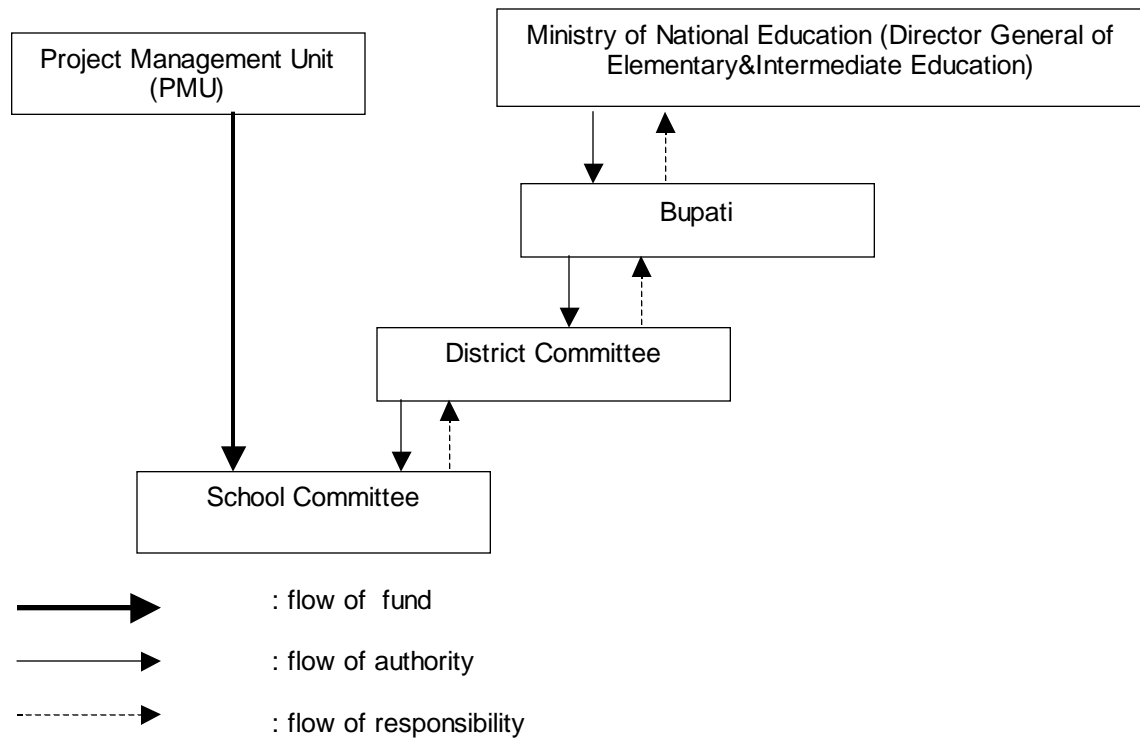 Project Management Unit
(PMU)
Ministry of National Education (Director General of
Elementary&Intermediate Education)
Bupati
District Committee
School Committee
: flow of fund
: flow of authority
: flow of responsibility